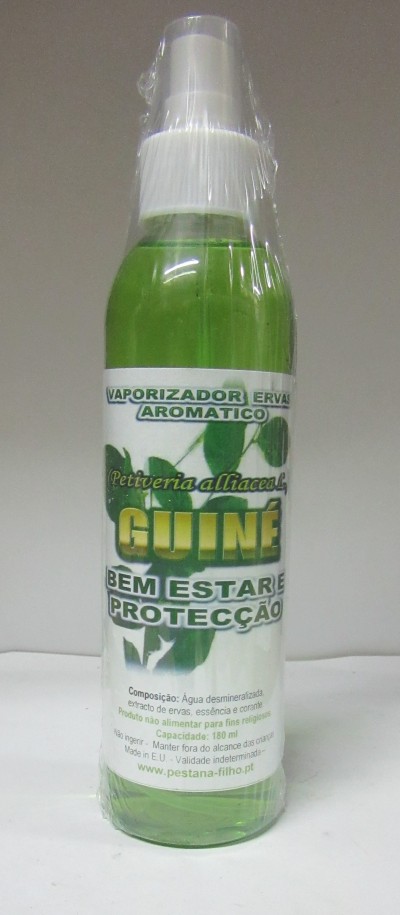 VAPORIZADOR ERVAS
AROMATICO
Petiveria alliacea L.
GUINÉ
BEM ESTAR E
PROTECÇÃO
Composição: Água desmineralizada,
extracto de ervas, essência e corante.
Produto não alimentar para fins religiosos.
Capacidade: 180 ml
Não ingerir - Manter fora do alcance das crianças
Made in E.U. - Validade indeterminada -
www.pestana-filho.pt